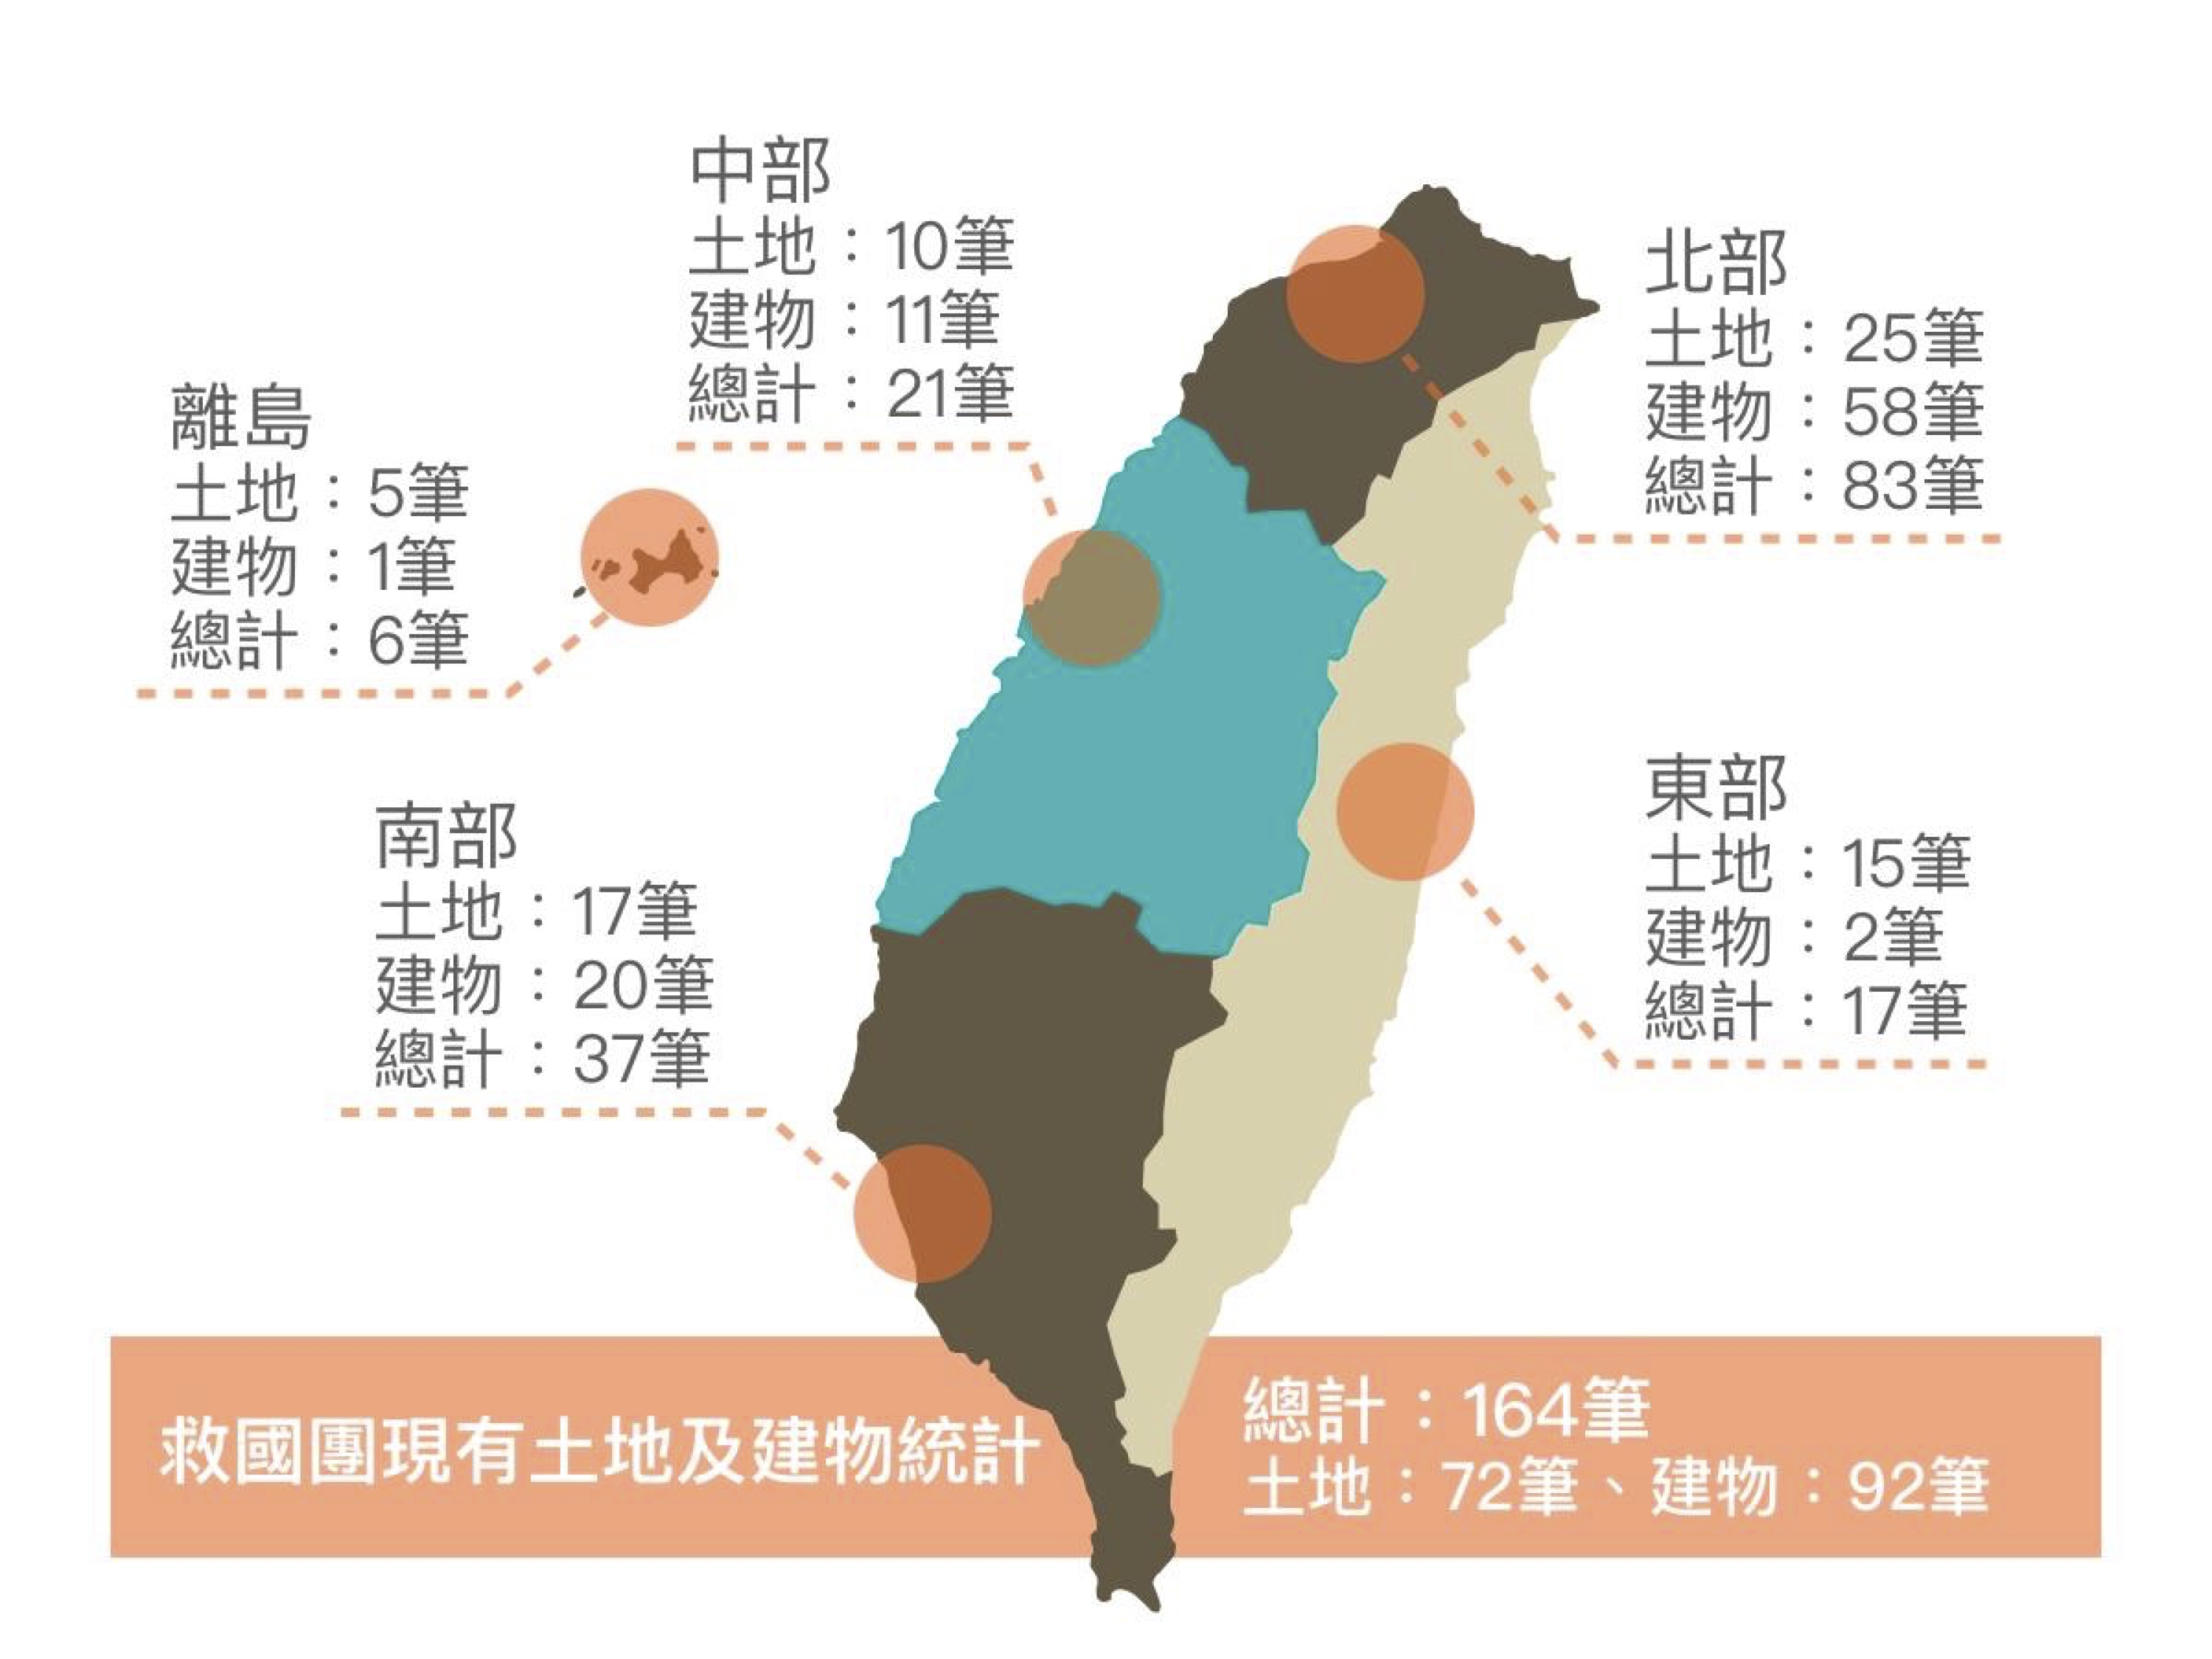 中部
土地：10筆
建物：11筆
總計：21筆
北部
土地：25筆
建物：58筆
總計：83筆
離島
土地：5筆
建物：1筆
總計：6筆
東部
土地：15筆
建物：2筆
總計：17筆
南部
土地：17筆
建物：20筆
總計：37筆
救國團現有土地及建物統計
總計：164筆
土地：72筆、建物：92筆